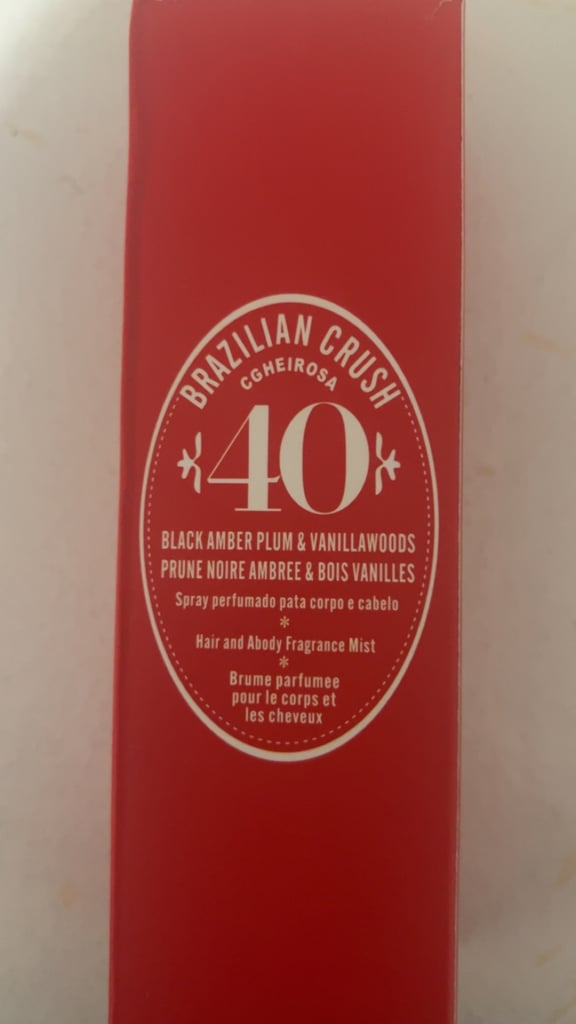 BRAZILIAN CRUSH
CGHEIROSA
40
BLACK AMBER PLUM & VANILLAWOODS
PRUNE NOIRE AMBREE & BOIS VANILLES
Spray perfumado pata corpo e cabelo
*
Hair and Abody Fragrance Mist
*
Brume parfumee
pour le corps et
les cheveux